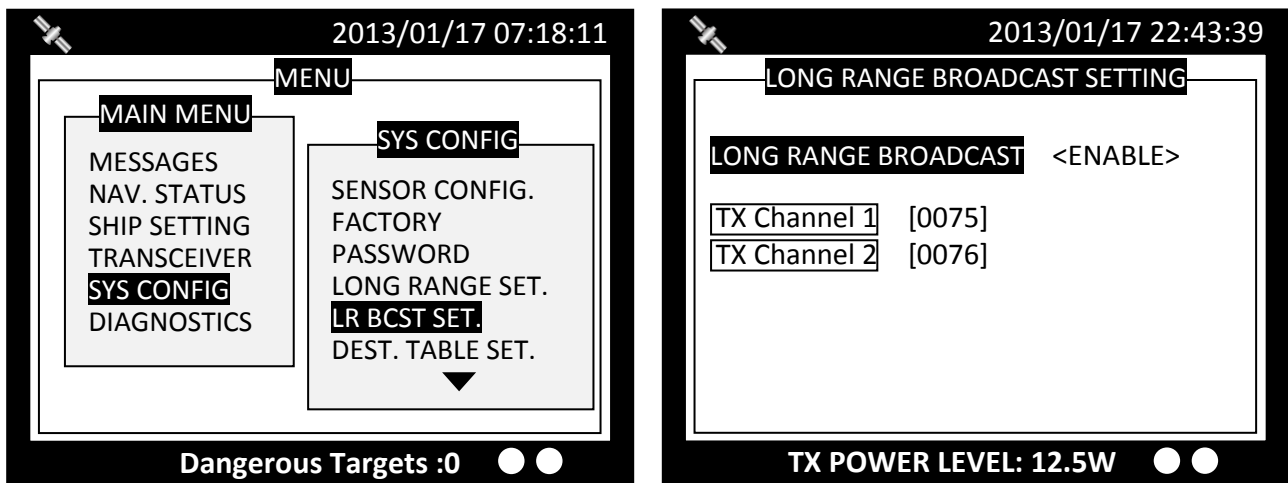 2013/01/17 07:18:11
MENU
MAIN MENU
MESSAGES
NAV. STATUS
SHIP SETTING
TRANSCEIVER
SYS CONFIG
DIAGNOSTICS
SYS CONFIG
SENSOR CONFIG.
FACTORY
PASSWORD
LONG RANGE SET.
LR BCST SET.
DEST. TABLE SET.
Dangerous Targets :0
2013/01/17 22:43:39
LONG RANGE BROADCAST SETTING
LONG RANGE BROADCAST <ENABLE>
TX Channel 1 [0075]
TX Channel 2 [0076]
TX POWER LEVEL: 12.5W